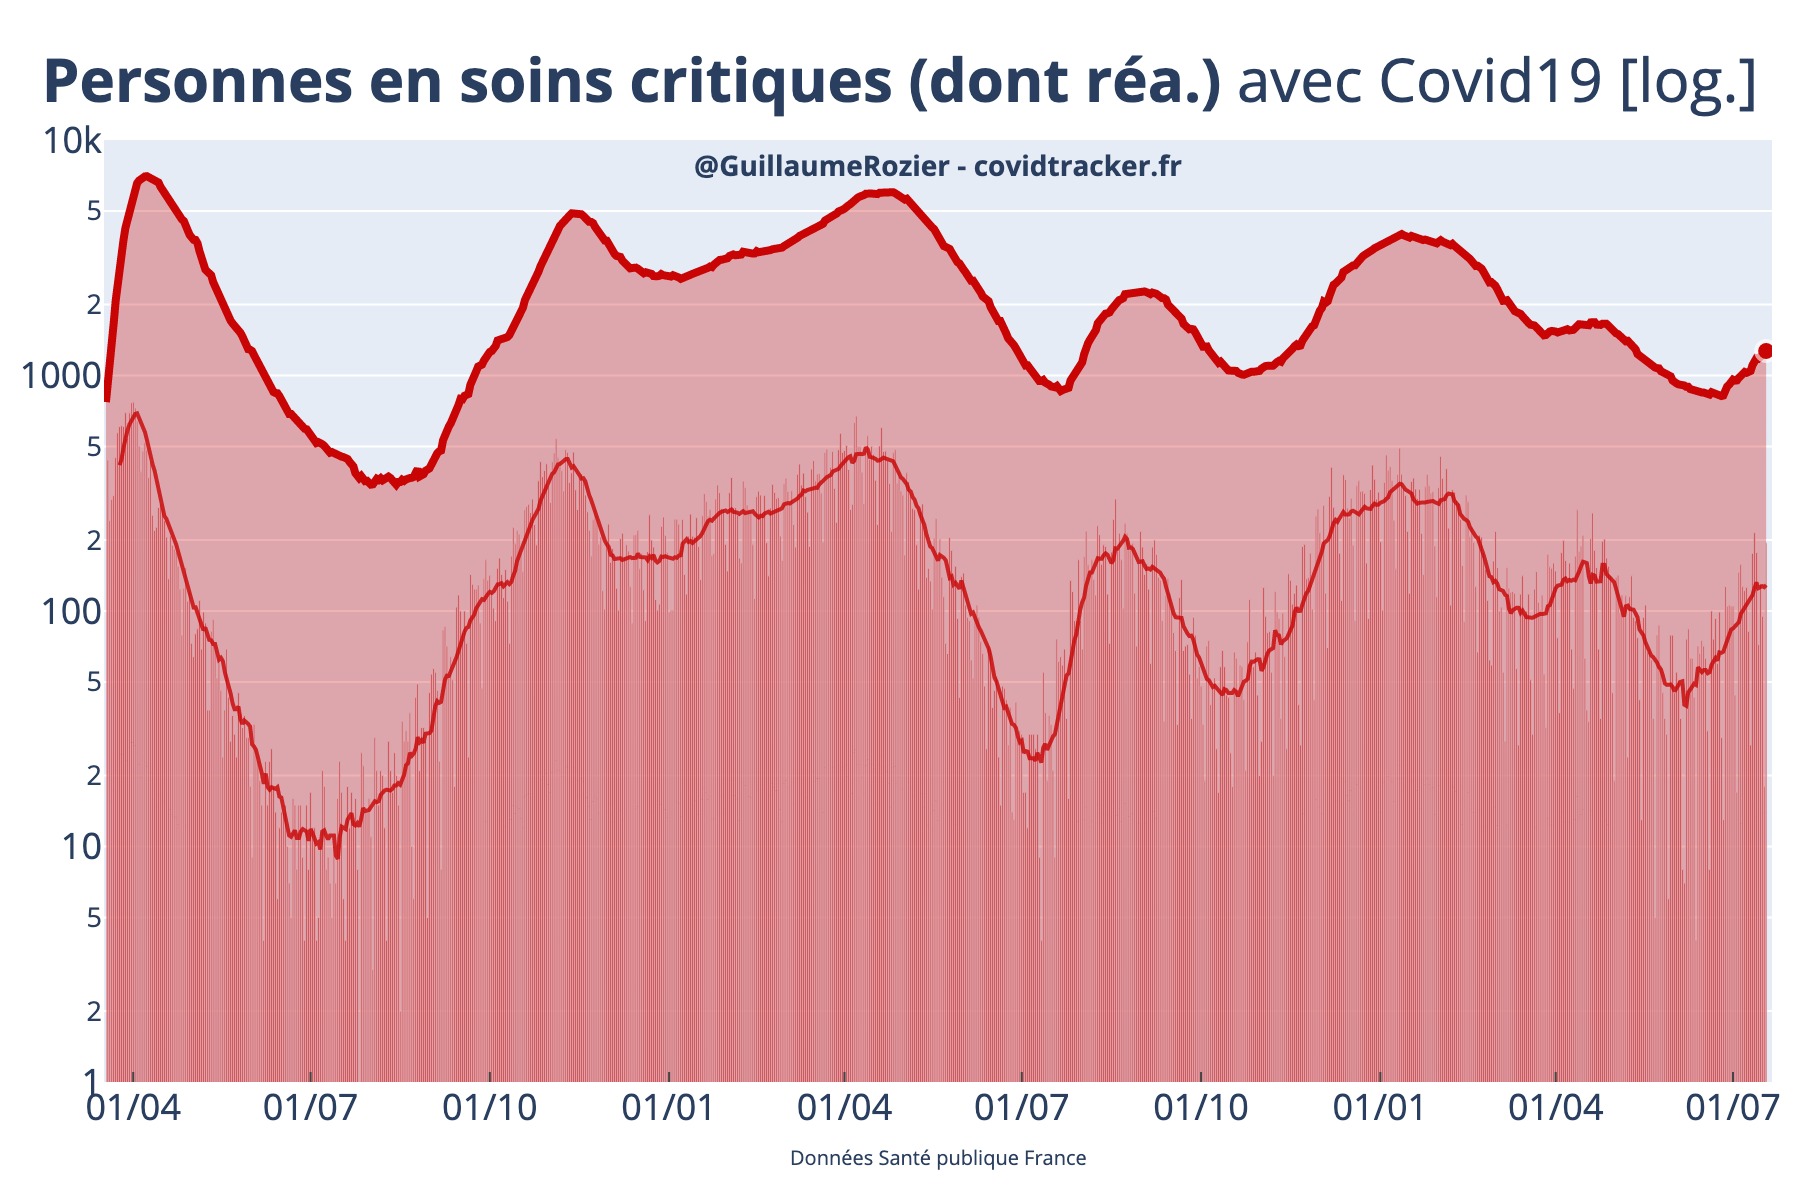 Personnes en soins critiques (dont réa.) avec Covid19 [log.]
@GuillaumeRozier - covidtracker.fr
10k
5
2
1000
5
2
100
5
2
10
5
2
1
01/04 01/07 01/10 01/01 01/04 01/07 01/10 01/01 01/04 01/07
Données Santé publique France